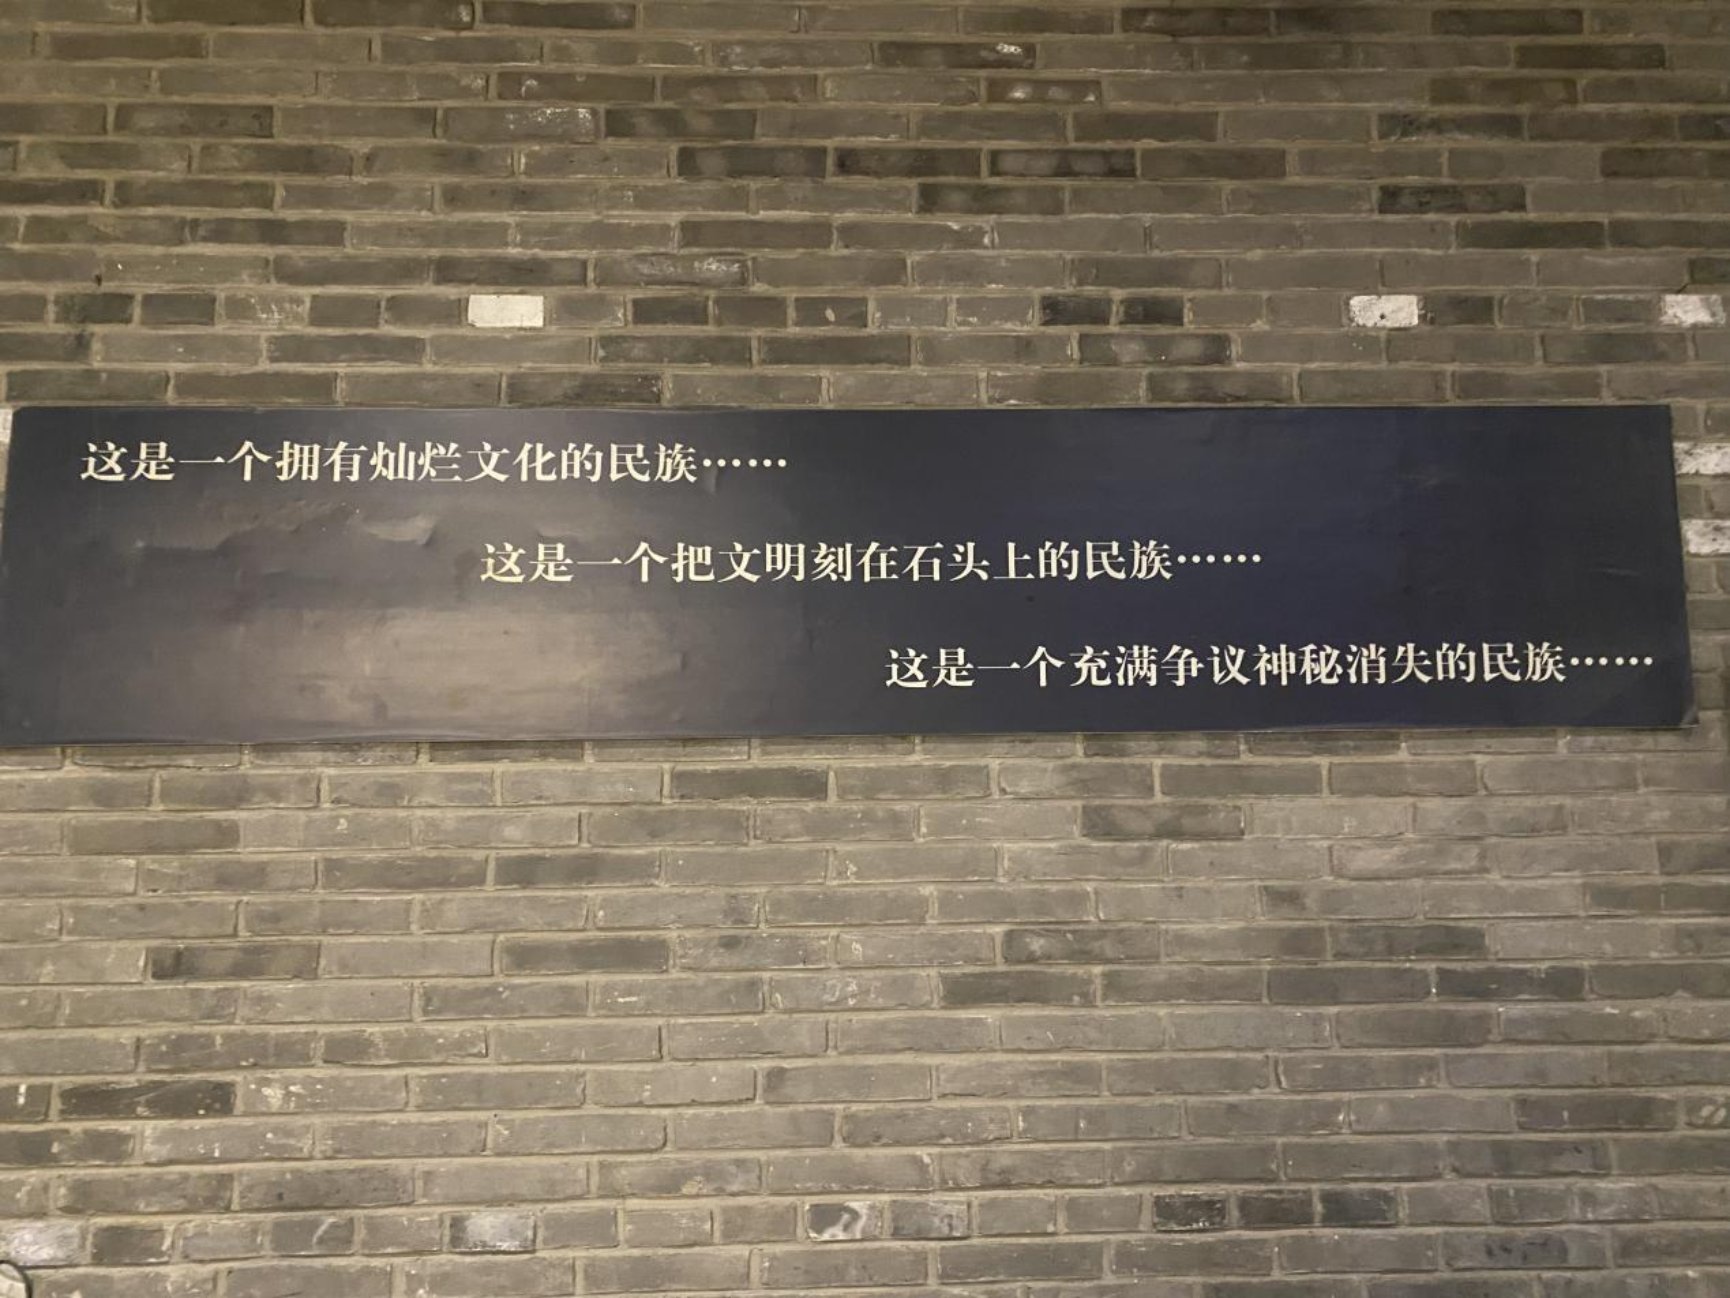 这是一个拥有灿烂文化的民族……
这是一个把文明刻在石头上的民族……
这是一个充满争议神秘消失的民族……